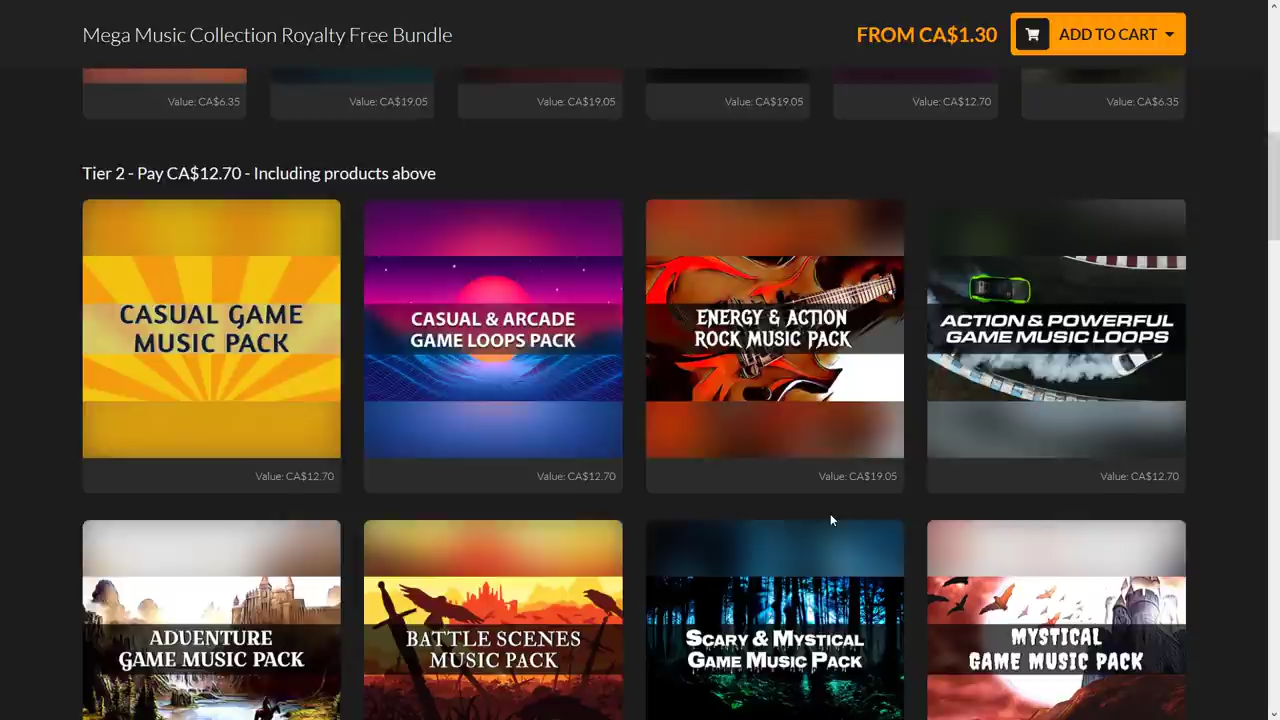 Mega Music Collection Royalty Free Bundle
FROM CA$1.30
ADD TO CART
Value: CA$6.35
Value: CA$19.05
Value: CA$19.05
Value: CA$19.05
Value: CA$12.70
Value: CA$6.35
Tier 2 - Pay CA$12.70 - Including products above
CASUAL GAME
MUSIC PACK
CASUAL & ARCADE
GAME LOOPS PACK
ENERGY & ACTION
ROCK MUSIC PACK
ACTION & POWERFUL
GAME MUSIC LOOPS
Value: CA$12.70
Value: CA$12.70
Value: CA$19.05
Value: CA$12.70
ADVENTURE
GAME MUSIC PACK
BATTLE SCENES
MUSIC PACK
SCARY & MYSTICAL
GAME MUSIC PACK
MYSTICAL
GAME MUSIC PACK